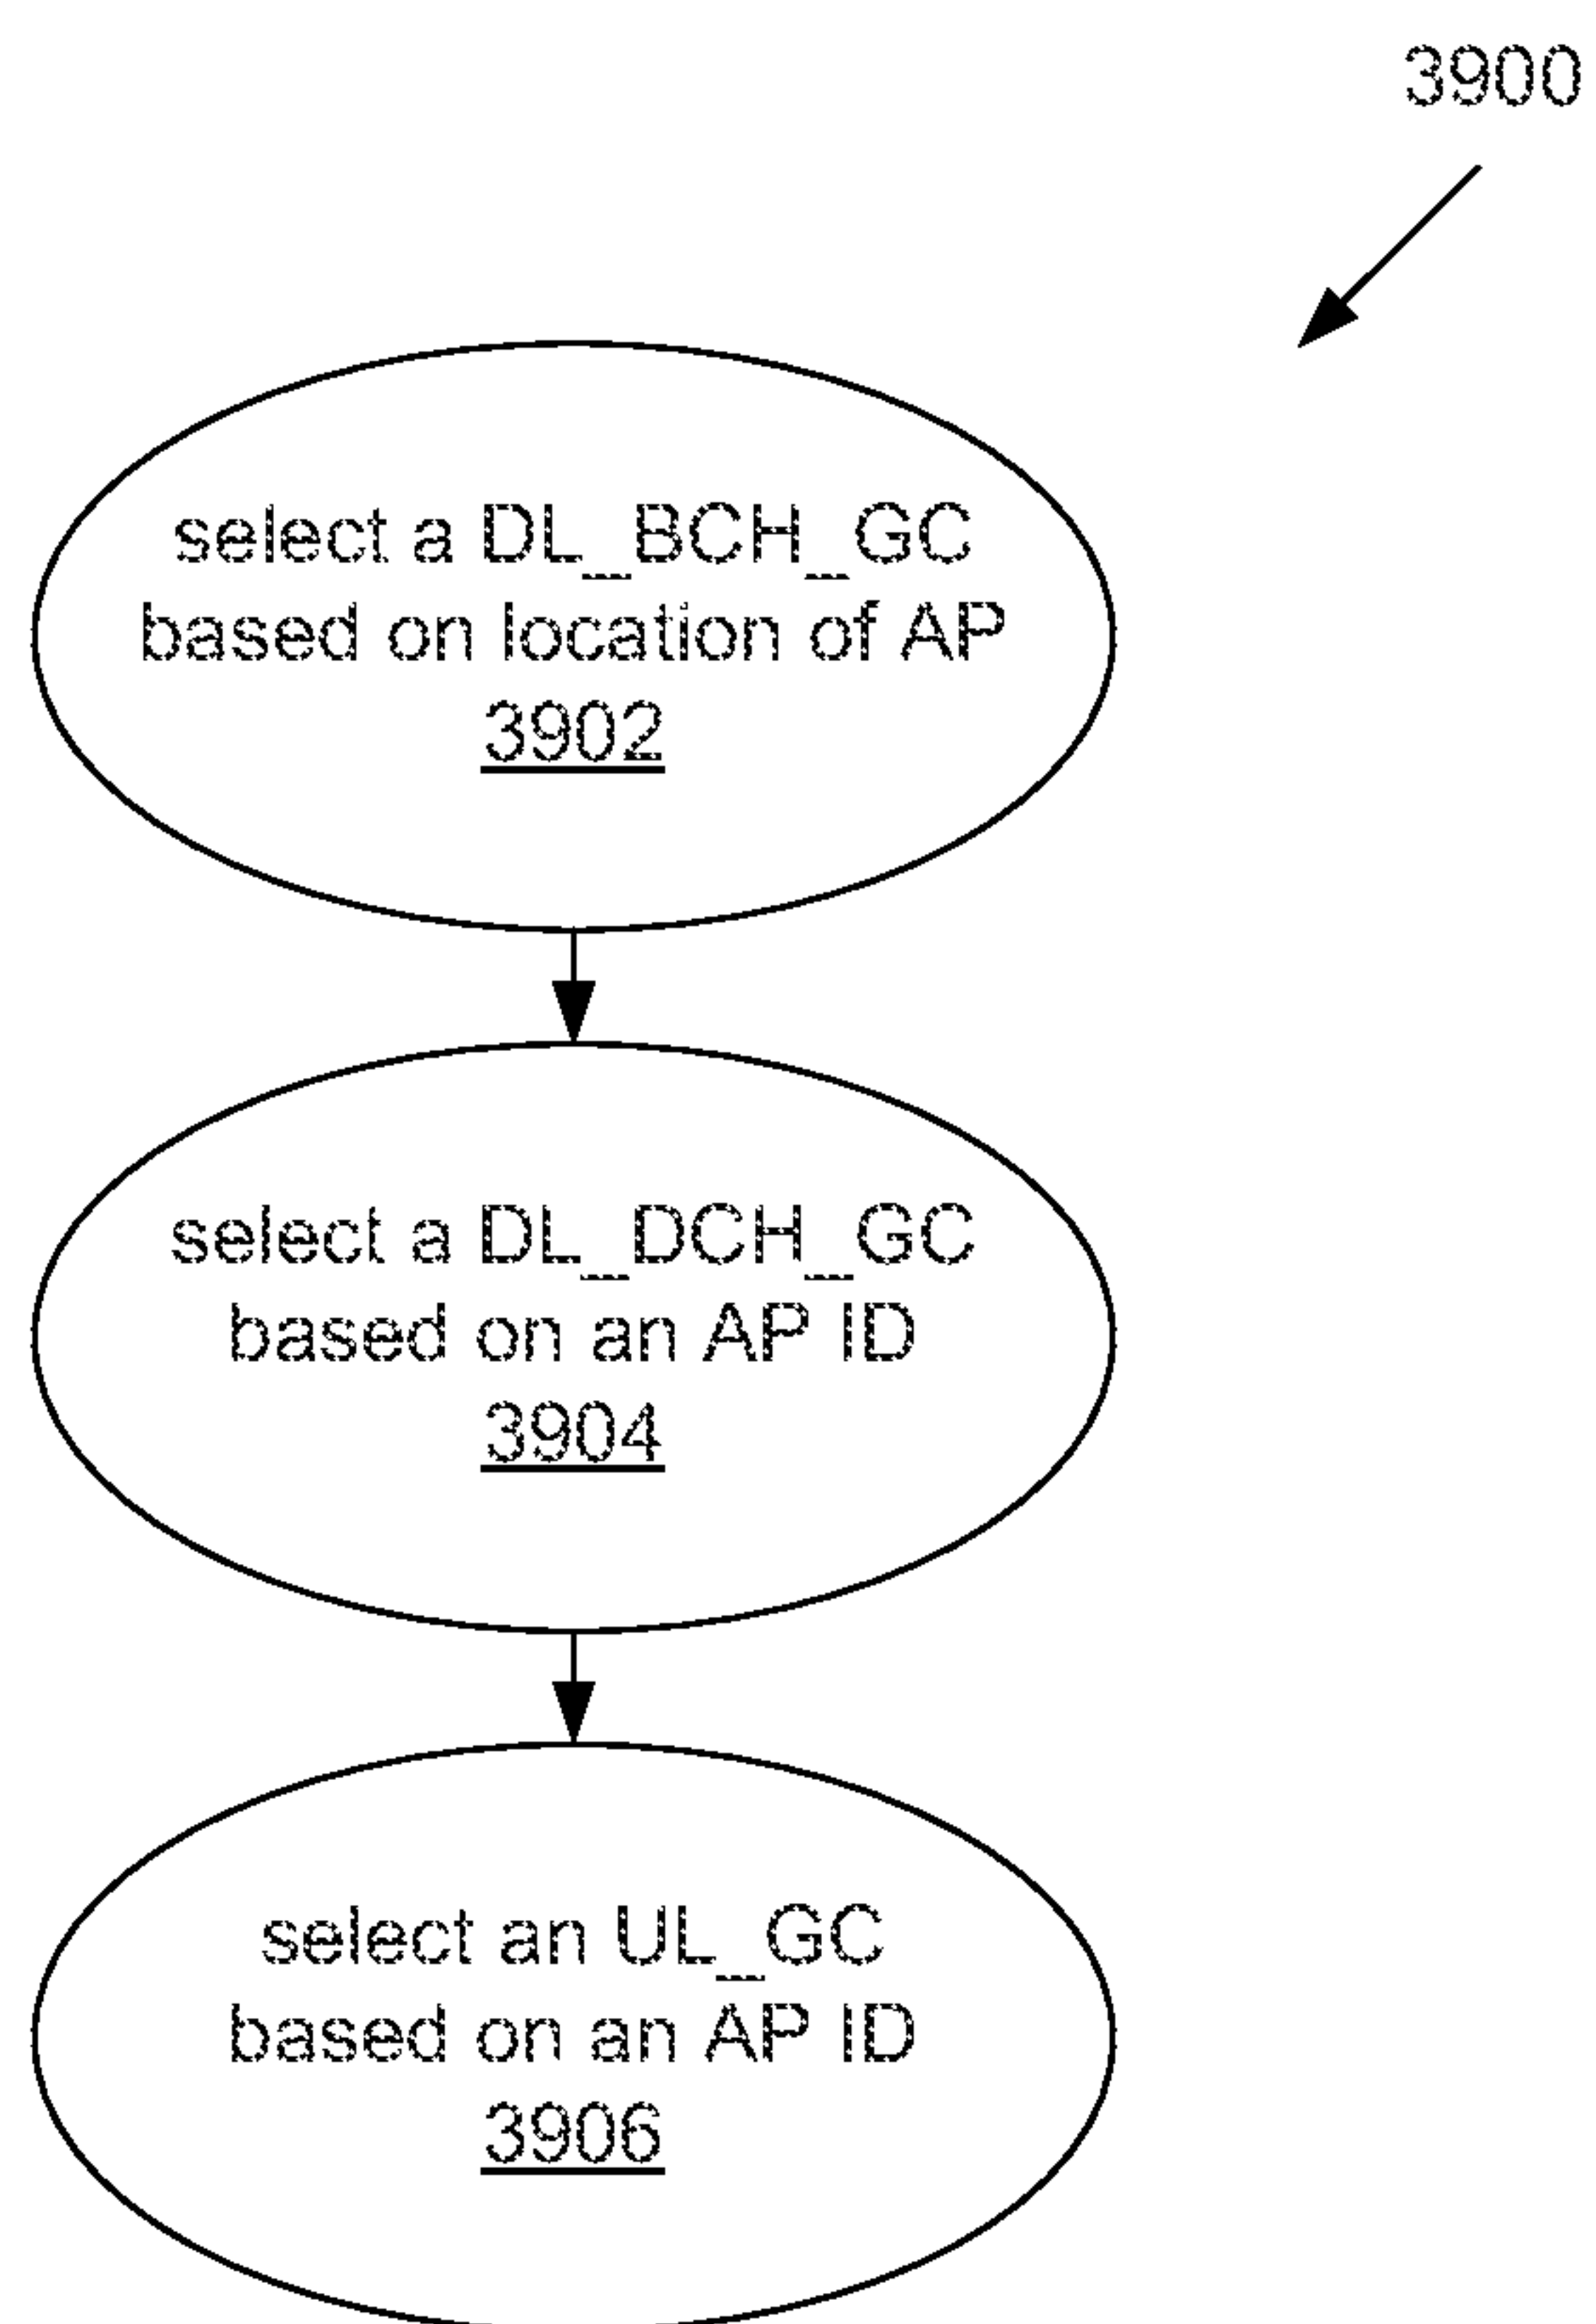 3900
select a DL_BCH_GC
based on location of AP
3902
select a DL_DCH_GC
based on an AP ID
3904
select an UL_GC
based on an AP ID
3906